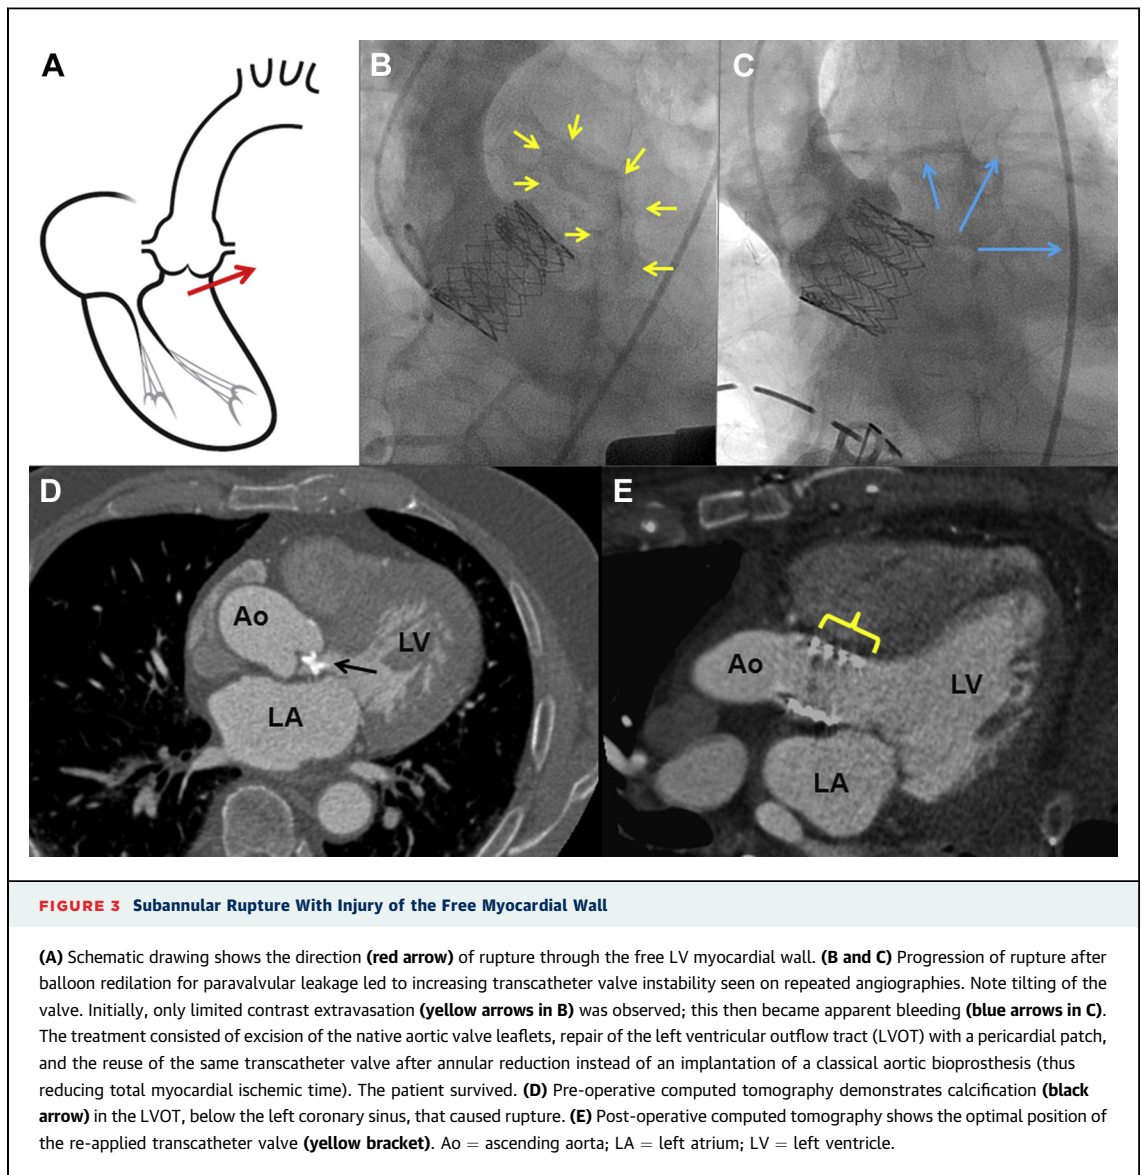 A
B
C
D
Ao
LV
LA
E
Ao
LV
LA
FIGURE 3 Subannular Rupture With Injury of the Free Myocardial Wall
(A) Schematic drawing shows the direction (red arrow) of rupture through the free LV myocardial wall. (B and C) Progression of rupture after
balloon redilation for paravalvular leakage led to increasing transcatheter valve instability seen on repeated angiographies. Note tilting of the
valve. Initially, only limited contrast extravasation (yellow arrows in B) was observed; this then became apparent bleeding (blue arrows in C).
The treatment consisted of excision of the native aortic valve leaflets, repair of the left ventricular outflow tract (LVOT) with a pericardial patch,
and the reuse of the same transcatheter valve after annular reduction instead of an implantation of a classical aortic bioprosthesis (thus
reducing total myocardial ischemic time). The patient survived. (D) Pre-operative computed tomography demonstrates calcification (black
arrow) in the LVOT, below the left coronary sinus, that caused rupture. (E) Post-operative computed tomography shows the optimal position of
the re-applied transcatheter valve (yellow bracket). Ao = ascending aorta; LA = left atrium; LV = left ventricle.